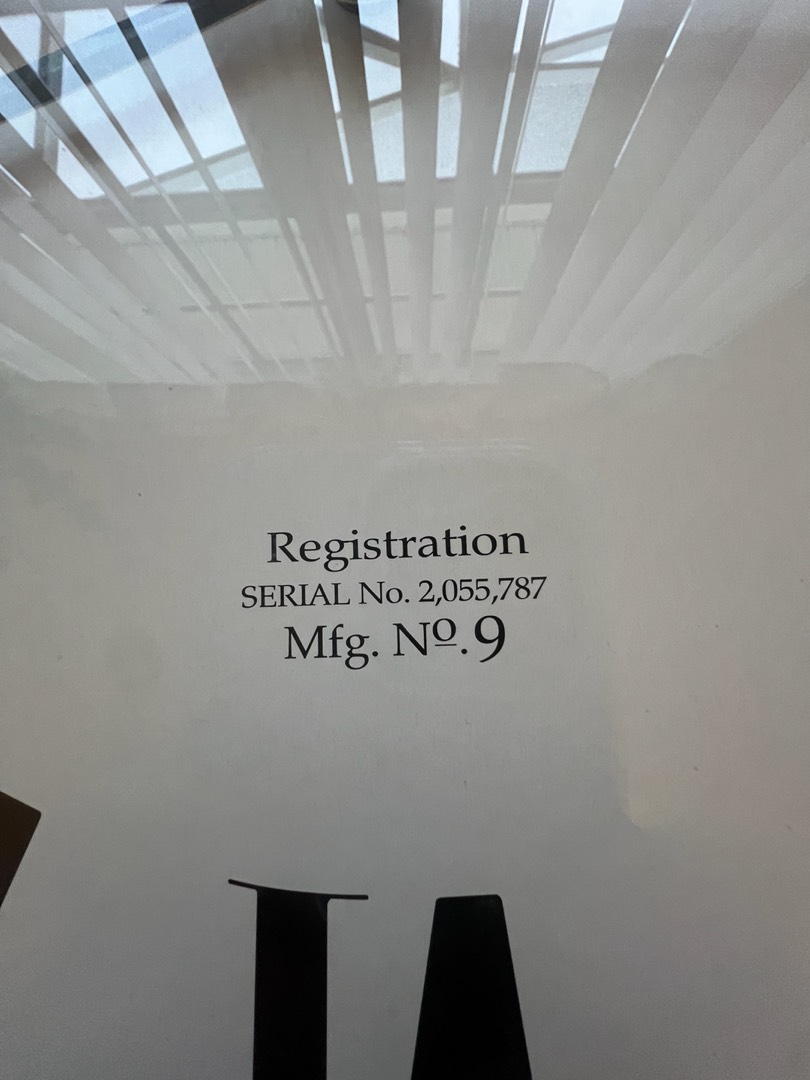 Registration
SERIAL No. 2,055,787
Mfg. Nº.9